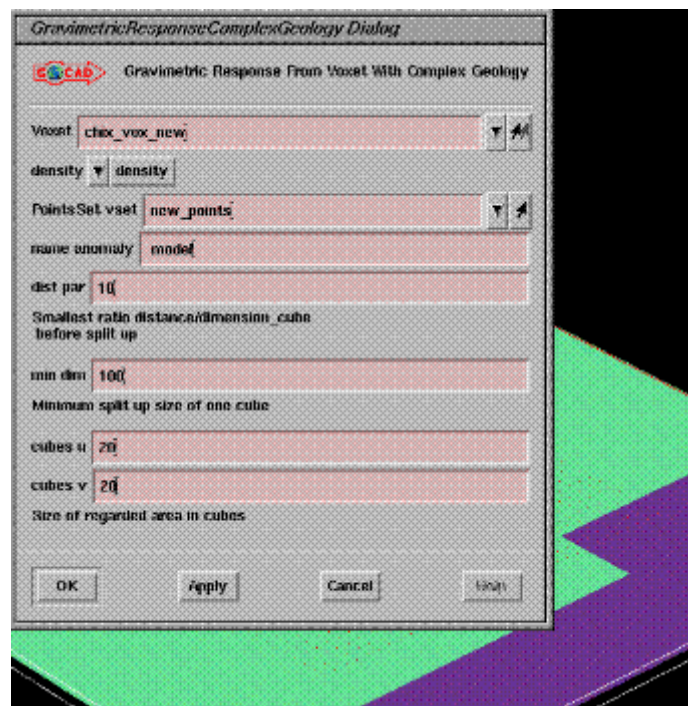 GravimetricResponseComplexGeology Dialog
GOCAD Gravimetric Response From Voxet With Complex Geology
Voxet chix_vox_new
density density
PointsSet vset new_points
name anomaly model
dist par 10
Smallest ratio distance/dimension_cube
before split up
min dim 100
Minimum split up size of one cube
cubes u 20
cubes v 20
Size of regarded area in cubes
OK Apply Cancel Help